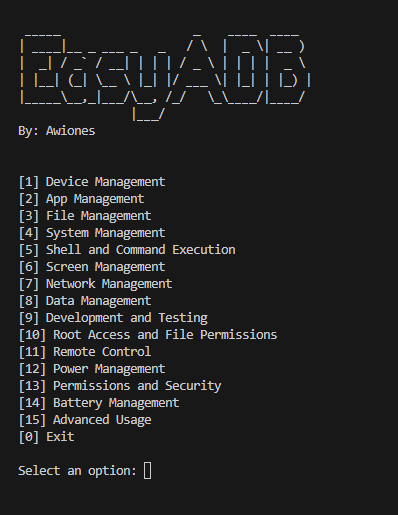 EasyADB
By: Awiones
[1] Device Management
[2] App Management
[3] File Management
[4] System Management
[5] Shell and Command Execution
[6] Screen Management
[7] Network Management
[8] Data Management
[9] Development and Testing
[10] Root Access and File Permissions
[11] Remote Control
[12] Power Management
[13] Permissions and Security
[14] Battery Management
[15] Advanced Usage
[0] Exit
Select an option: